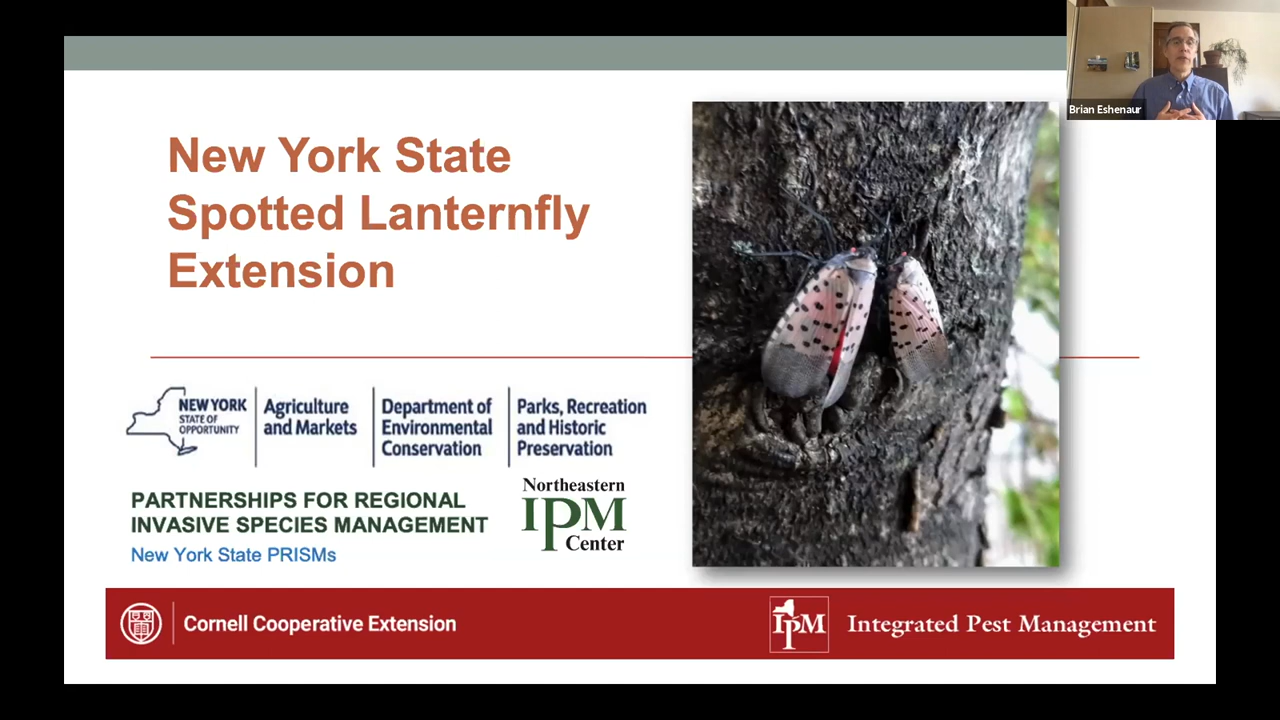 Brian Eshenaur
New York State
Spotted Lanternfly
Extension
NEW YORK
STATE OF
OPPORTUNITY
Agriculture
and Markets
Department of
Environmental
Conservation
Parks, Recreation
and Historic
Preservation
PARTNERSHIPS FOR REGIONAL
INVASIVE SPECIES MANAGEMENT
New York State PRISMs
Northeastern
IPM
Center
Cornell Cooperative Extension
IPM
Integrated Pest Management